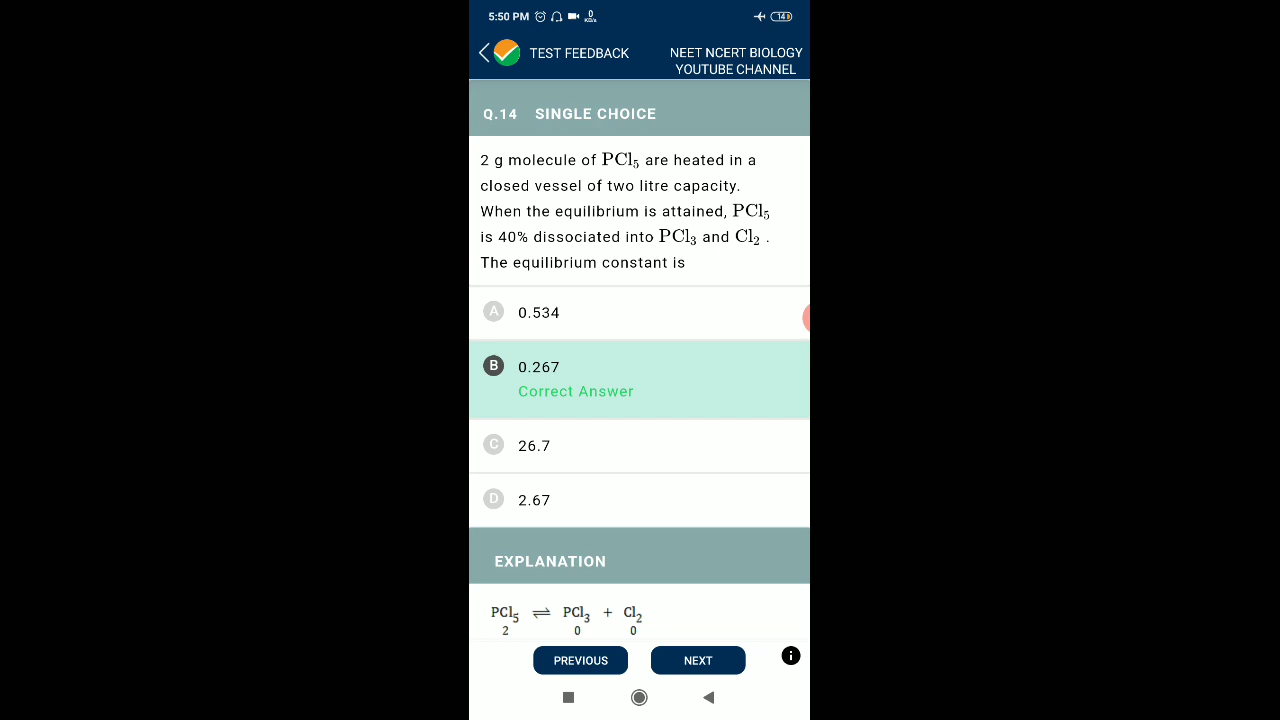 5:50 PM 0 KB/s 14
TEST FEEDBACK
NEET NCERT BIOLOGY
YOUTUBE CHANNEL
Q.14 SINGLE CHOICE
2 g molecule of PCl₅ are heated in a
closed vessel of two litre capacity.
When the equilibrium is attained, PCl₅
is 40% dissociated into PCl₃ and Cl₂ .
The equilibrium constant is
A 0.534
B 0.267
Correct Answer
C 26.7
D 2.67
EXPLANATION
PCl₅ ⇌ PCl₃ + Cl₂
2 0 0
PREVIOUS NEXT i